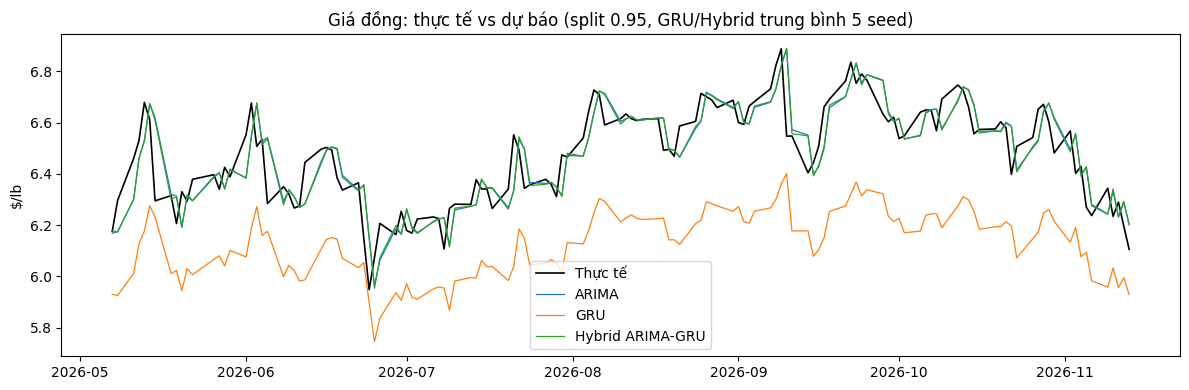 Giá đồng: thực tế vs dự báo (split 0.95, GRU/Hybrid trung bình 5 seed)
$/lb
6.8
6.6
6.4
6.2
6.0
5.8
Thực tế
ARIMA
GRU
Hybrid ARIMA-GRU
2026-05
2026-06
2026-07
2026-08
2026-09
2026-10
2026-11